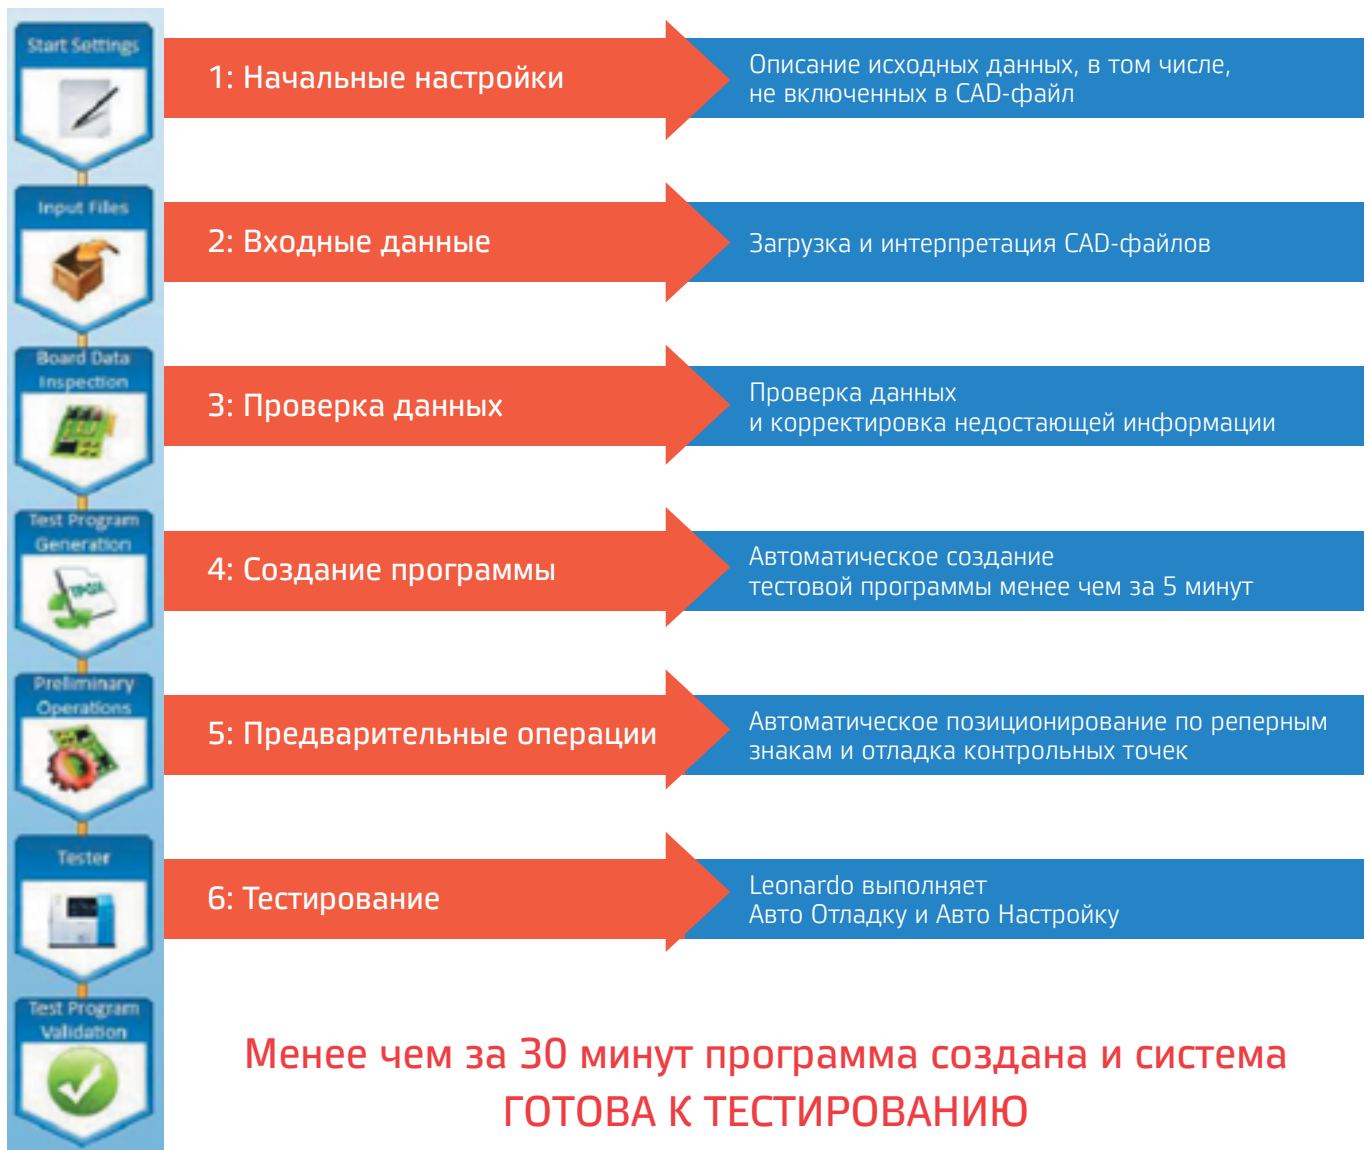 Start Settings
1: Начальные настройки
Описание исходных данных, в том числе,
не включенных в CAD-файл
Input Files
2: Входные данные
Загрузка и интерпретация CAD-файлов
Board Data
Inspection
3: Проверка данных
Проверка данных
и корректировка недостающей информации
Test Program
Generation
4: Создание программы
Автоматическое создание
тестовой программы менее чем за 5 минут
Preliminary
Operations
5: Предварительные операции
Автоматическое позиционирование по реперным
знакам и отладка контрольных точек
Tester
6: Тестирование
Leonardo выполняет
Авто Отладку и Авто Настройку
Test Program
Validation
Менее чем за 30 минут программа создана и система
ГОТОВА К ТЕСТИРОВАНИЮ